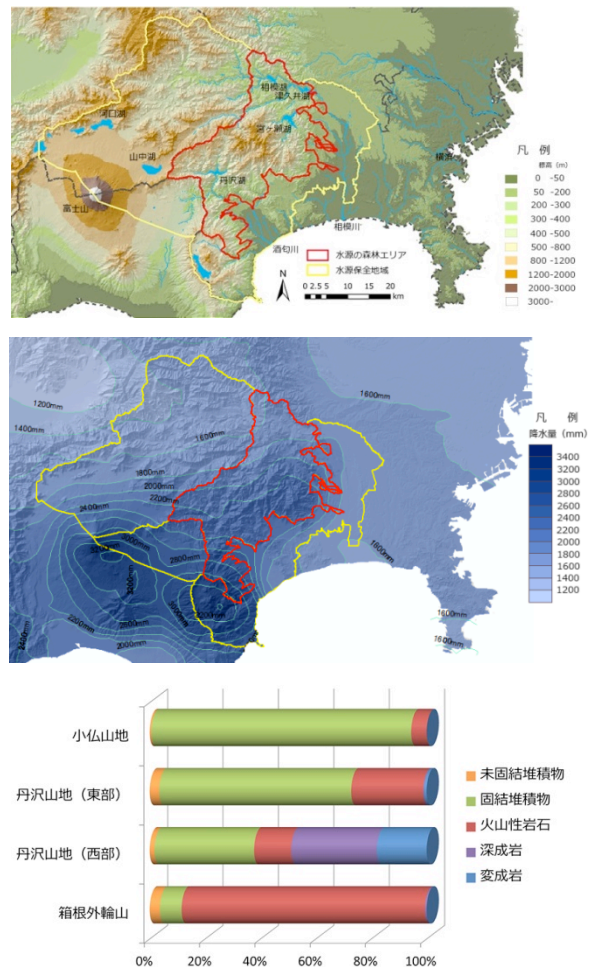 相模湖
津久井湖
宮ヶ瀬湖
河口湖
山中湖
丹沢湖
富士山
横浜
相模川
酒匂川
凡 例
標高（m）
0 -50
50 -200
200 -300
300 -400
400 -500
500 -800
800 -1200
1200-2000
2000-3000
3000-
水源の森林エリア
水源保全地域
N
0 2.5 5 10 15 20
km
1200mm
1400mm
1600mm
1600mm
1800mm
2000mm
2200mm
2400mm
2800mm
1600mm
2200mm
2600mm
2000mm
1600mm
1600mm
凡 例
降水量（mm）
3400
3200
3000
2800
2600
2400
2200
2000
1800
1600
1400
1200
小仏山地
丹沢山地（東部）
丹沢山地（西部）
箱根外輪山
未固結堆積物
固結堆積物
火山性岩石
深成岩
変成岩
0% 20% 40% 60% 80% 100%